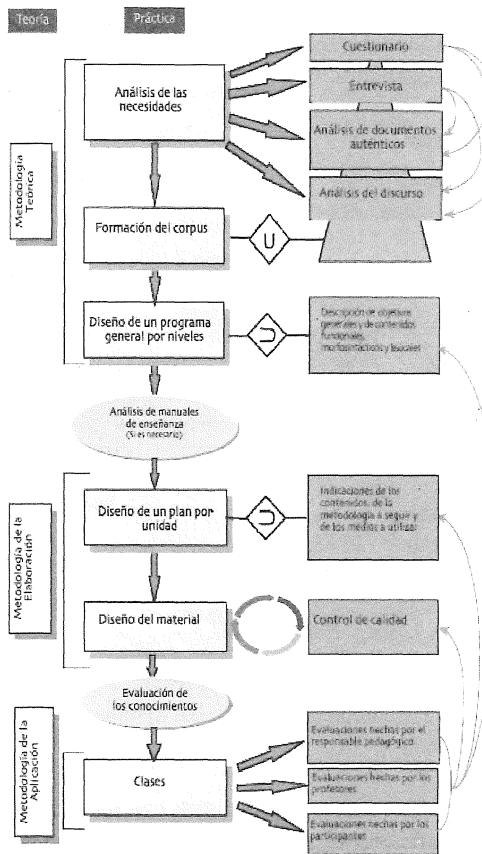 Teoría
Práctica
Cuestionario
Análisis de las
necesidades
Entrevista
Análisis de documentos
auténticos
Análisis del discurso
Metodología
Teórica
Formación del corpus
U
Diseño de un programa
general por niveles
U
Descripción de objetivos
generales y de contenidos
funcionales,
morfosintácticos y lexicales
Análisis de manuales
de enseñanza
(Si es necesario)
Metodología de la
Elaboración
Diseño de un plan por
unidad
U
Indicaciones de los
contenidos, de la
metodología a seguir y
de los medios a utilizar
Diseño del material
Control de calidad
Evaluación de
los conocimientos
Metodología de la
Aplicación
Clases
Evaluaciones hechas por el
responsable pedagógico
Evaluaciones hechas por los
profesores
Evaluaciones hechas por los
participantes